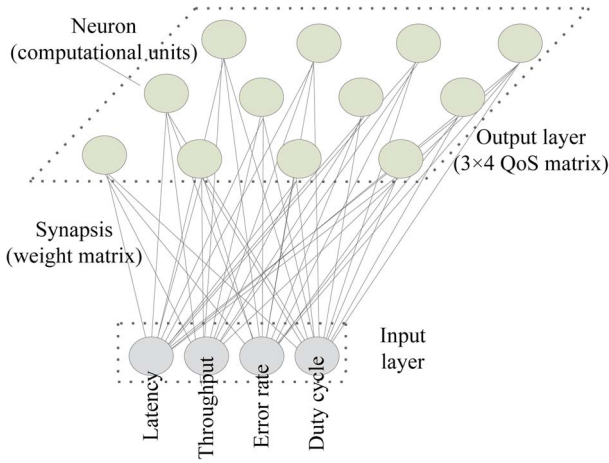 Neuron
(computational units)
Output layer
(3×4 QoS matrix)
Synapsis
(weight matrix)
Input
layer
Latency
Throughput
Error rate
Duty cycle